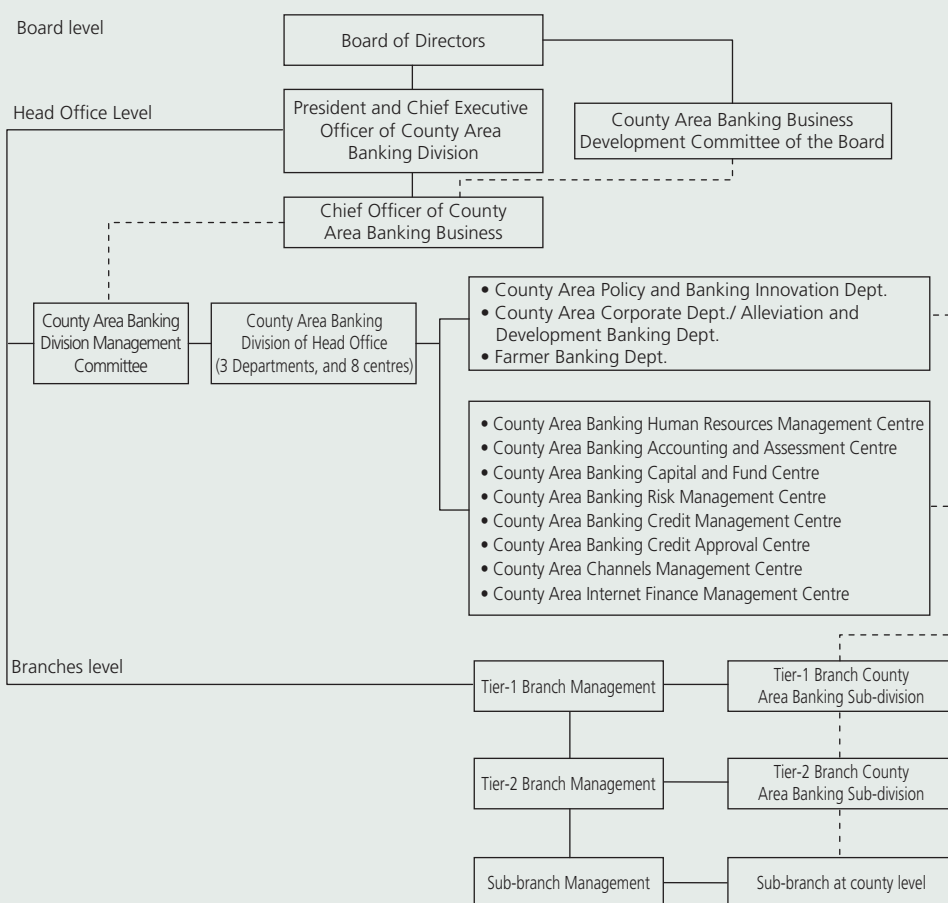 Board level
Board of Directors
Head Office Level
President and Chief Executive
Officer of County Area
Banking Division
County Area Banking Business
Development Committee of the Board
Chief Officer of County
Area Banking Business
County Area Banking
Division Management
Committee
County Area Banking
Division of Head Office
(3 Departments, and 8 centres)
• County Area Policy and Banking Innovation Dept.
• County Area Corporate Dept./ Alleviation and
Development Banking Dept.
• Farmer Banking Dept.
• County Area Banking Human Resources Management Centre
• County Area Banking Accounting and Assessment Centre
• County Area Banking Capital and Fund Centre
• County Area Banking Risk Management Centre
• County Area Banking Credit Management Centre
• County Area Banking Credit Approval Centre
• County Area Channels Management Centre
• County Area Internet Finance Management Centre
Branches level
Tier-1 Branch Management
Tier-1 Branch County
Area Banking Sub-division
Tier-2 Branch Management
Tier-2 Branch County
Area Banking Sub-division
Sub-branch Management
Sub-branch at county level